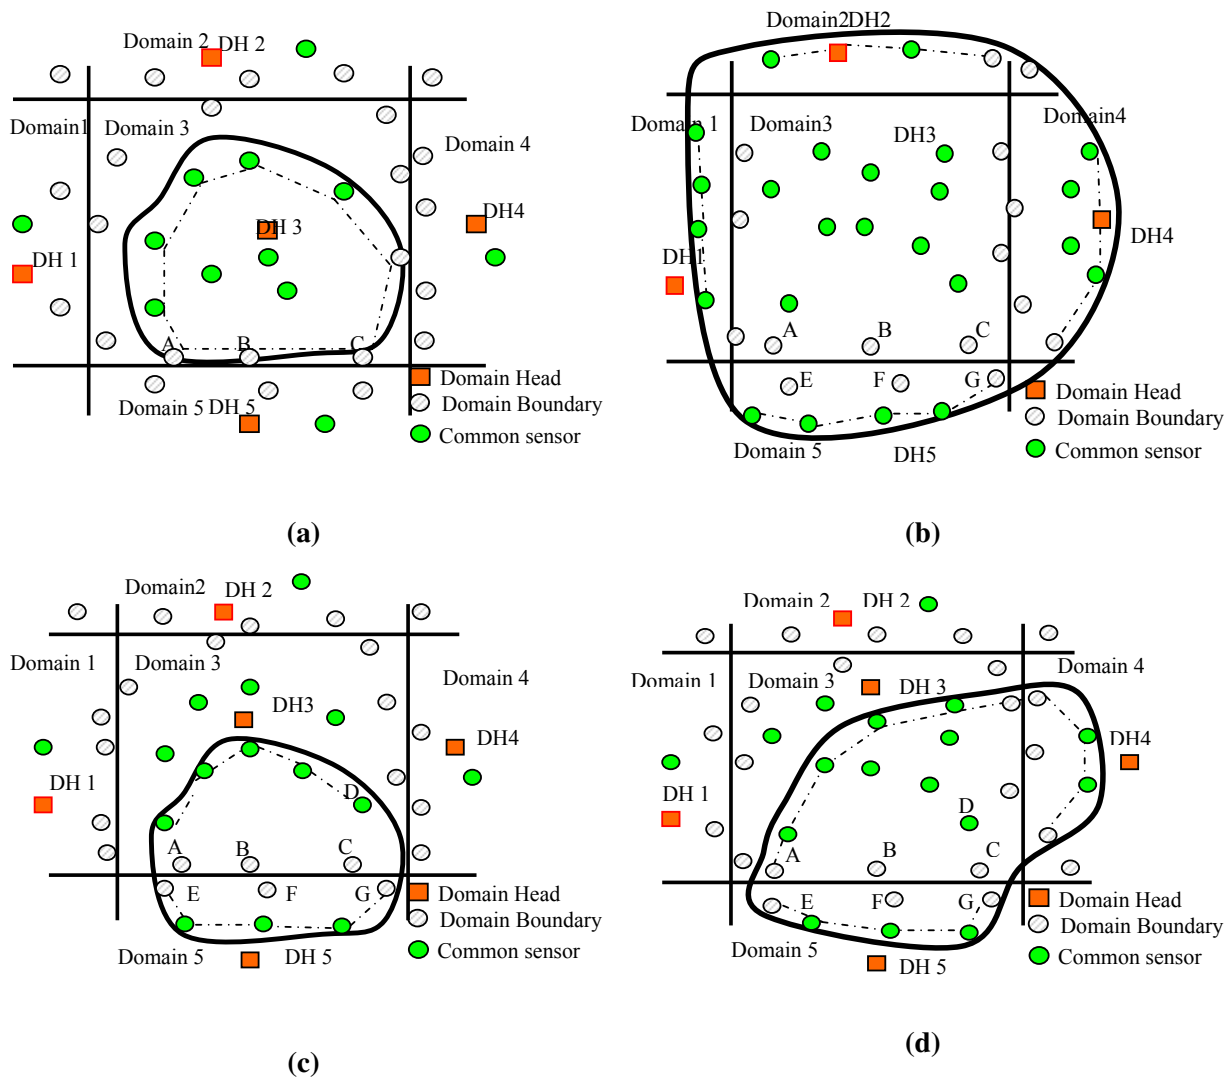 Domain 2 DH 2
Domain1 Domain 3
Domain 4
DH 3
DH4
DH 1
A B C
Domain 5 DH 5
Domain Head
Domain Boundary
Common sensor
(a)
Domain2DH2
Domain 1 Domain3 DH3 Domain4
DH1
DH4
A B C
E F G
Domain Head
Domain Boundary
Common sensor
Domain 5 DH5
(b)
Domain2 DH 2
Domain 1 Domain 3
Domain 4
DH3
DH4
DH 1
D
A B C
E F G
Domain Head
Domain Boundary
Common sensor
Domain 5 DH 5
(c)
Domain 2 DH 2
Domain 1 Domain 3 DH 3 Domain 4
DH4
DH 1
D
A B C
E F G
Domain Head
Domain Boundary
Common sensor
Domain 5 DH 5
(d)